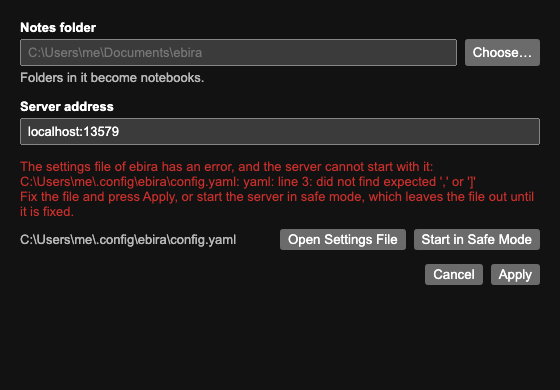 Notes folder
C:\Users\me\Documents\ebira
Choose…
Folders in it become notebooks.
Server address
localhost:13579
The settings file of ebira has an error, and the server cannot start with it:
C:\Users\me\.config\ebira\config.yaml: yaml: line 3: did not find expected ',' or ']'
Fix the file and press Apply, or start the server in safe mode, which leaves the file out until
it is fixed.
C:\Users\me\.config\ebira\config.yaml
Open Settings File
Start in Safe Mode
Cancel
Apply